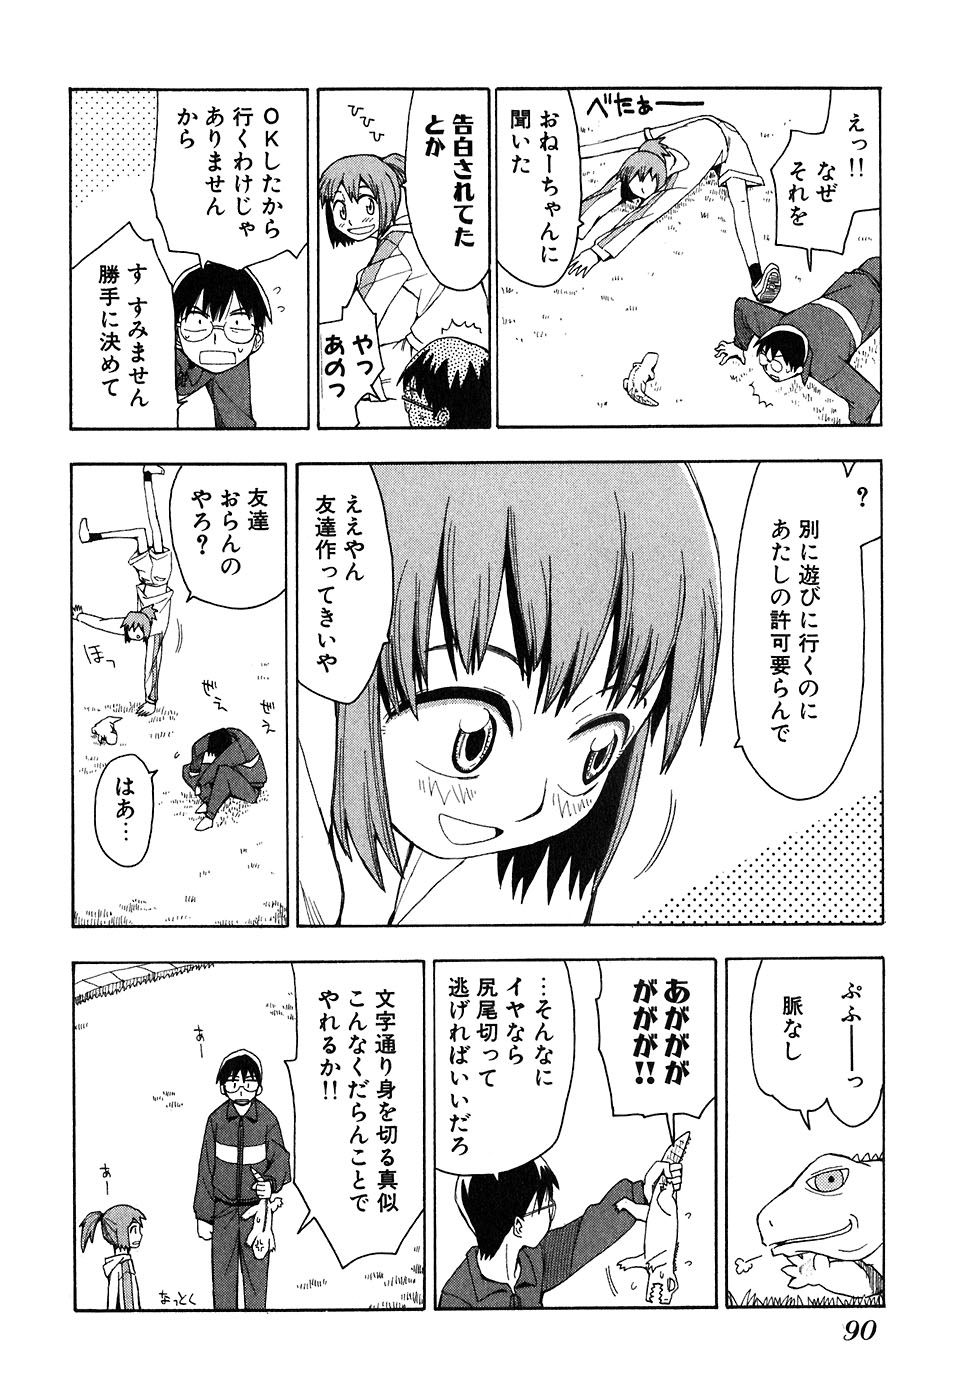 えっ!!
なぜ
それを
べたぁーー
おねーちゃんに
聞いた
告白されてた
とか
ひひひ
やっ
あのっ
OKしたから
行くわけじゃ
ありません
から
す すみません
勝手に決めて
?
別に遊びに行くのに
あたしの許可要らんで
ええやん
友達作ってきいや
友達
おらんの
やろ?
ほっ
ぜぇ
ぜぇ
はあ…
ぷふーーっ
脈なし
あがががが
がががが!!
…そんなに
イヤなら
尻尾切って
逃げればいいだろ
文字通り身を切る真似
こんなくだらんことで
やれるか!!
あー
あー
なっとく
90